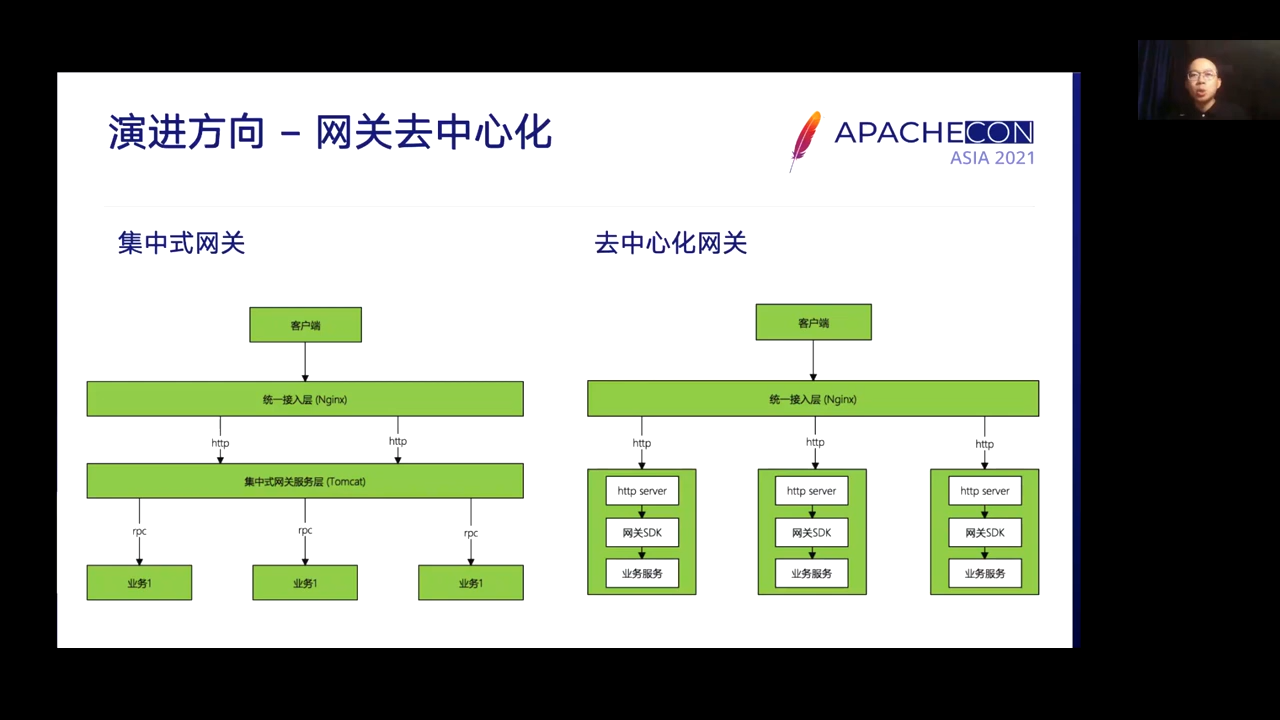 演进方向 – 网关去中心化
APACHECON
ASIA 2021
集中式网关
客户端
统一接入层 (Nginx)
http
http
集中式网关服务层 (Tomcat)
rpc
rpc
rpc
业务1
业务1
业务1
去中心化网关
客户端
统一接入层 (Nginx)
http
http
http
http server
网关SDK
业务服务
http server
网关SDK
业务服务
http server
网关SDK
业务服务